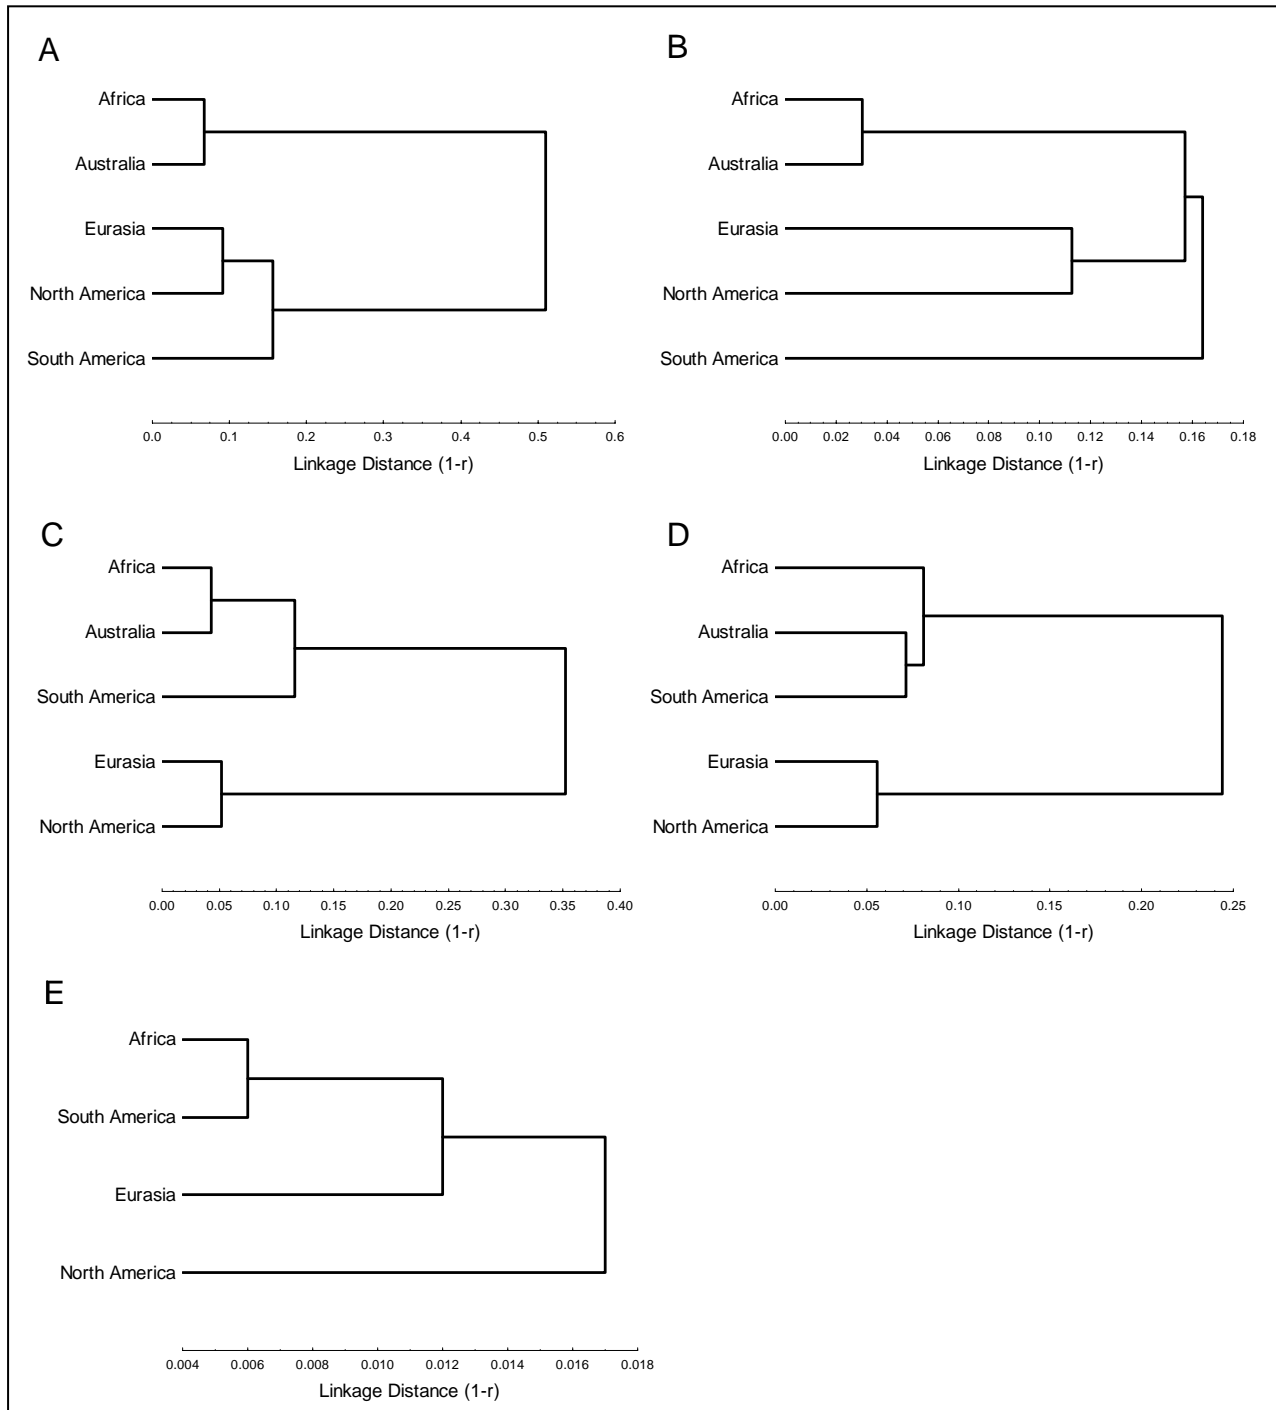 A
Africa
Australia
Eurasia
North America
South America
0.0 0.1 0.2 0.3 0.4 0.5 0.6
Linkage Distance (1-r)
B
Africa
Australia
Eurasia
North America
South America
0.00 0.02 0.04 0.06 0.08 0.10 0.12 0.14 0.16 0.18
Linkage Distance (1-r)
C
Africa
Australia
South America
Eurasia
North America
0.00 0.05 0.10 0.15 0.20 0.25 0.30 0.35 0.40
Linkage Distance (1-r)
D
Africa
Australia
South America
Eurasia
North America
0.00 0.05 0.10 0.15 0.20 0.25
Linkage Distance (1-r)
E
Africa
South America
Eurasia
North America
0.004 0.006 0.008 0.010 0.012 0.014 0.016 0.018
Linkage Distance (1-r)